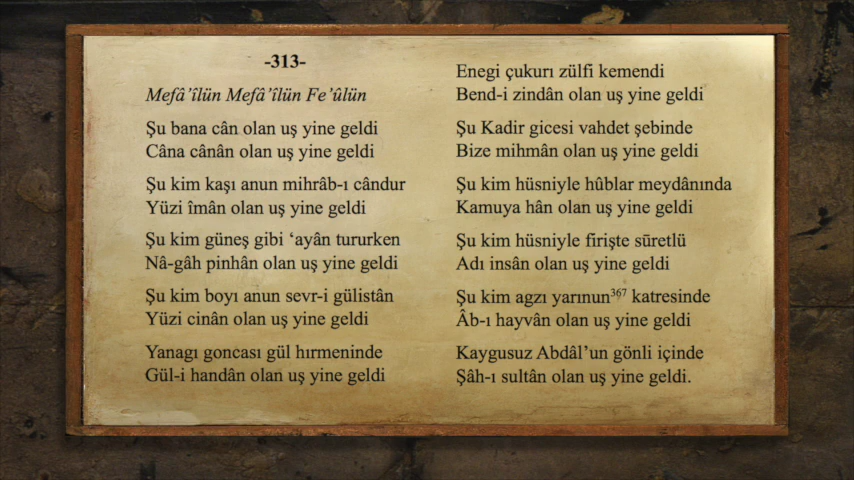 -313-
Mefâ’îlün Mefâ’îlün Fe’ûlün
Şu bana cân olan uş yine geldi
Câna cânân olan uş yine geldi
Şu kim kaşı anun mihrâb-ı cândur
Yüzi îmân olan uş yine geldi
Şu kim güneş gibi ‘ayân tururken
Nâ-gâh pinhân olan uş yine geldi
Şu kim boyı anun sevr-i gülistân
Yüzi cinân olan uş yine geldi
Yanagı goncası gül hırmeninde
Gül-i handân olan uş yine geldi
Enegi çukurı zülfi kemendi
Bend-i zindân olan uş yine geldi
Şu Kadir gicesi vahdet şebinde
Bize mihmân olan uş yine geldi
Şu kim hüsniyle hûblar meydânında
Kamuya hân olan uş yine geldi
Şu kim hüsniyle firişte sūretlü
Adı insân olan uş yine geldi
Şu kim agzı yarınun367 katresinde
Âb-ı hayvân olan uş yine geldi
Kaygusuz Abdâl’un gönli içinde
Şâh-ı sultân olan uş yine geldi.